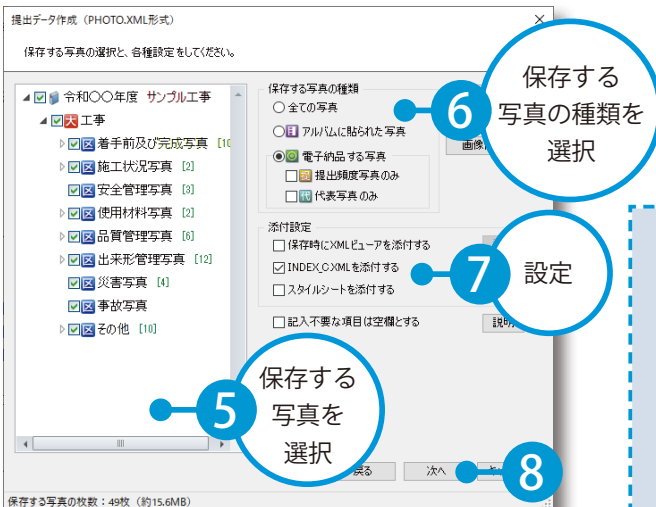 提出データ作成（PHOTO.XML形式）
保存する写真の選択と、各種設定をしてください。
令和〇〇年度 サンプル工事
大 工事
区 着手前及び完成写真 [10
区 施工状況写真 [2]
区 安全管理写真 [3]
区 使用材料写真 [2]
区 品質管理写真 [6]
区 出来形管理写真 [12]
区 災害写真 [4]
区 事故写真
区 その他 [10]
保存する写真の種類
全ての写真
アルバムに貼られた写真
電子納品する写真
提出頻度写真のみ
代 代表写真のみ
画像
添付設定
保存時にXMLビューアを添付する
INDEX_C.XMLを添付する
スタイルシートを添付する
記入不要な項目は空欄とする
説明
5
保存する
写真を
選択
6
保存する
写真の種類を
選択
7
設定
戻る
次へ
8
保存する写真の枚数：49枚（約15.6MB）